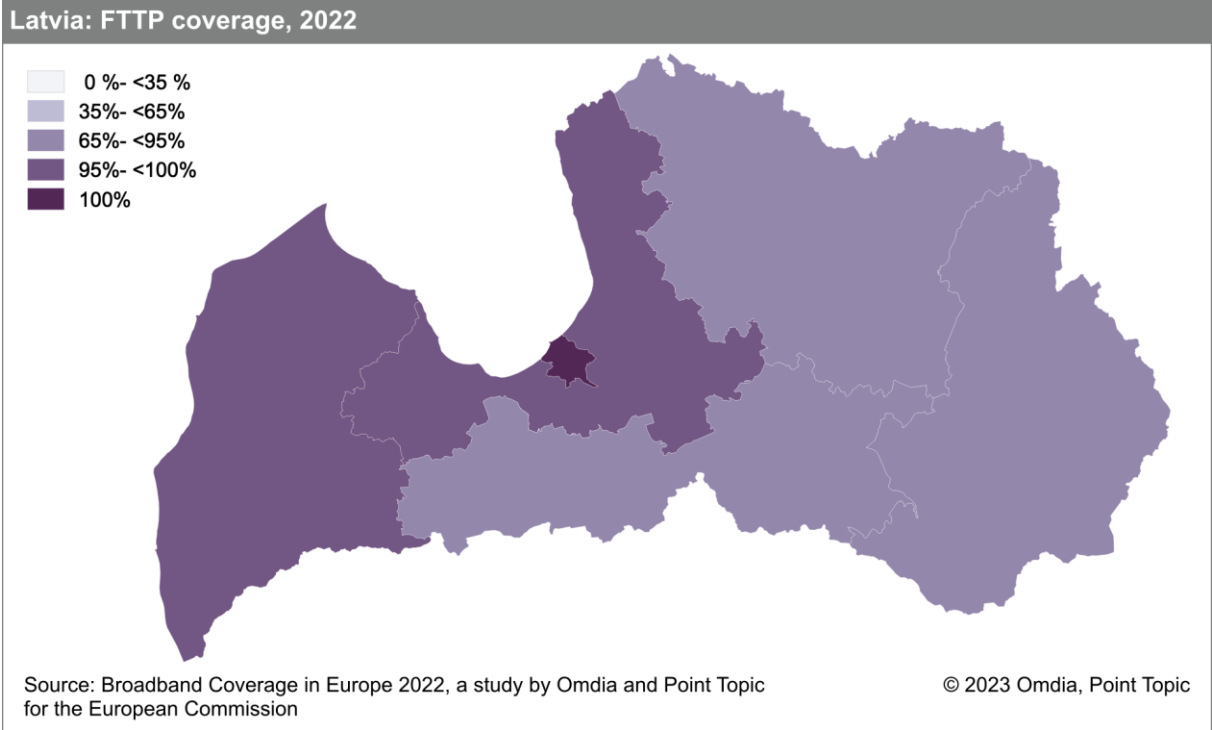 Latvia: FTTP coverage, 2022
0 %- <35 %
35%- <65%
65%- <95%
95%- <100%
100%
Source: Broadband Coverage in Europe 2022, a study by Omdia and Point Topic
for the European Commission
© 2023 Omdia, Point Topic